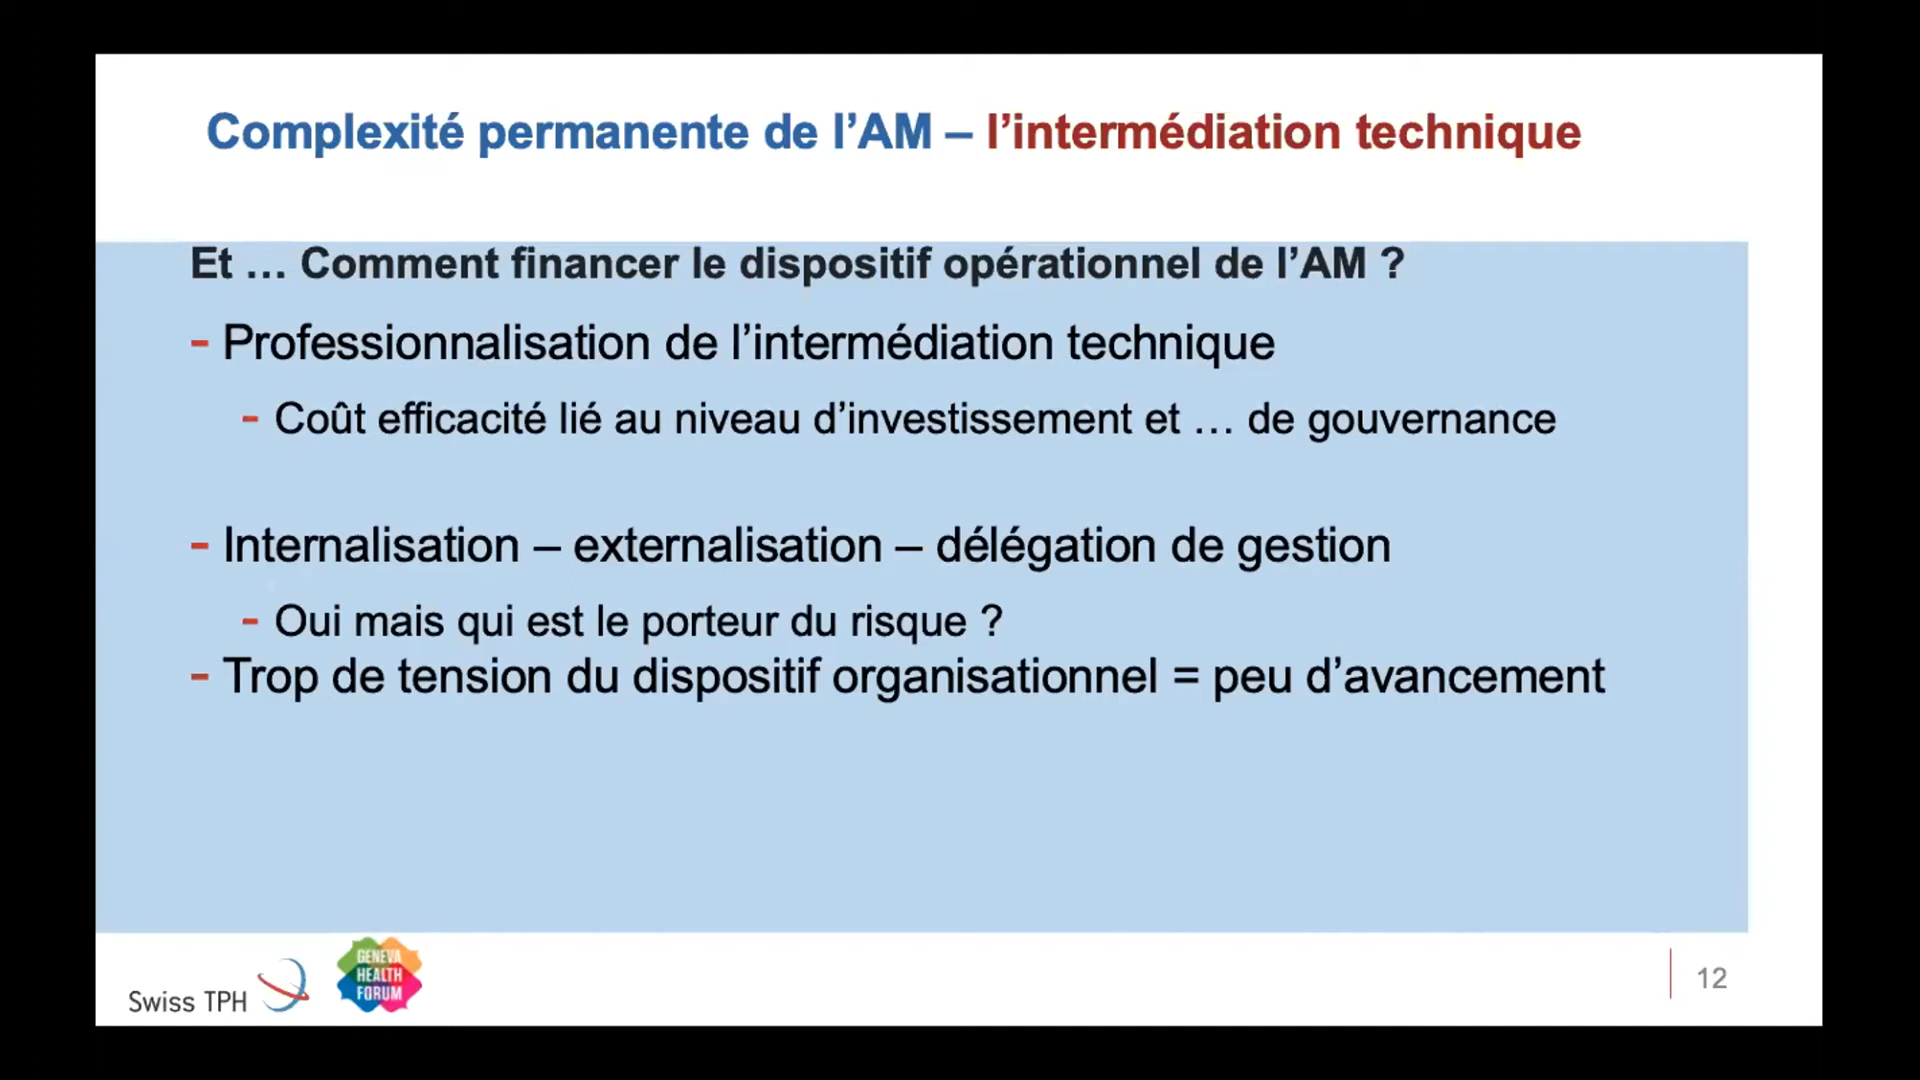 Complexité permanente de l’AM – l’intermédiation technique
Et … Comment financer le dispositif opérationnel de l’AM ?
- Professionnalisation de l’intermédiation technique
- Coût efficacité lié au niveau d’investissement et … de gouvernance
- Internalisation – externalisation – délégation de gestion
- Oui mais qui est le porteur du risque ?
- Trop de tension du dispositif organisationnel = peu d’avancement
Swiss TPH
GENEVA
HEALTH
FORUM
12